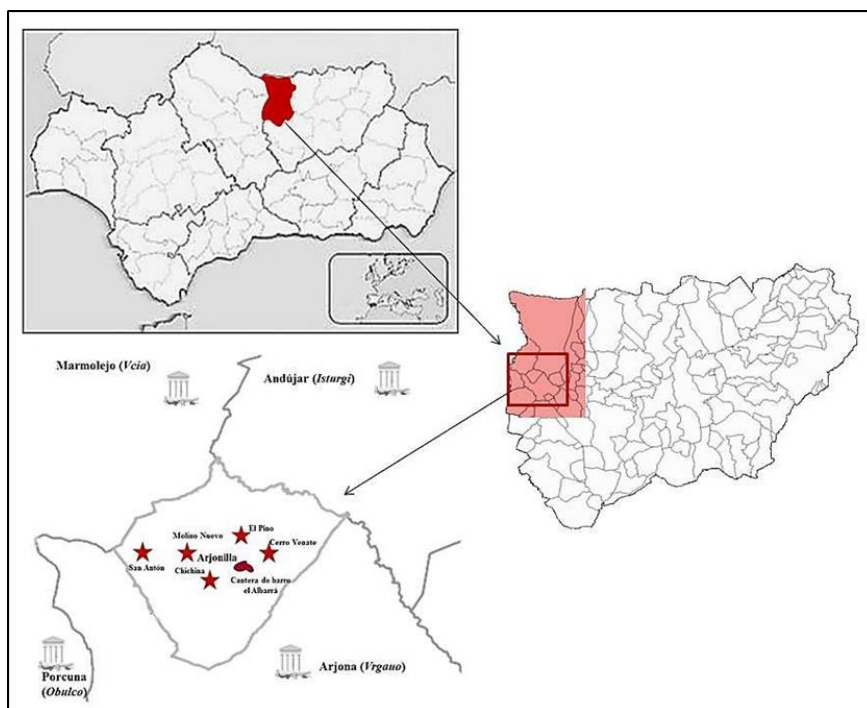 Marmolejo (Vcia)
Andújar (Isturgi)
El Pino
Molino Nuevo
Cerro Venate
Arjonilla
San Antón
Chichina
Cantera de barro
el Albarrá
Arjona (Vrgauo)
Porcuna
(Obulco)